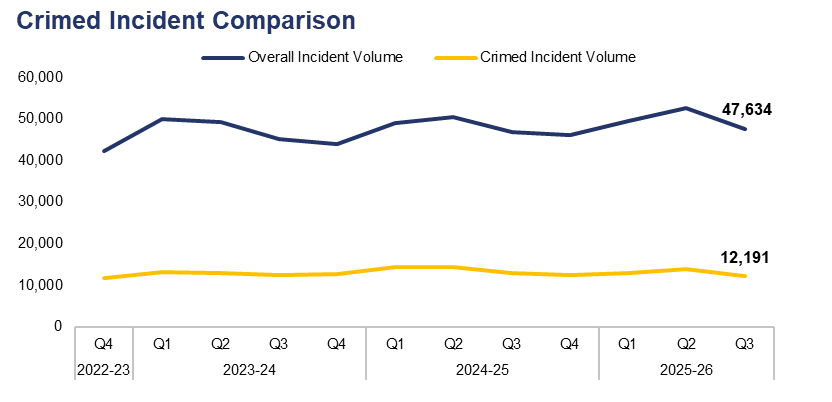 Crimed Incident Comparison
Overall Incident Volume Crimed Incident Volume
60,000
50,000
40,000
30,000
20,000
10,000
0
47,634
12,191
Q4 Q1 Q2 Q3 Q4 Q1 Q2 Q3 Q4 Q1 Q2 Q3
2022-23 2023-24 2024-25 2025-26